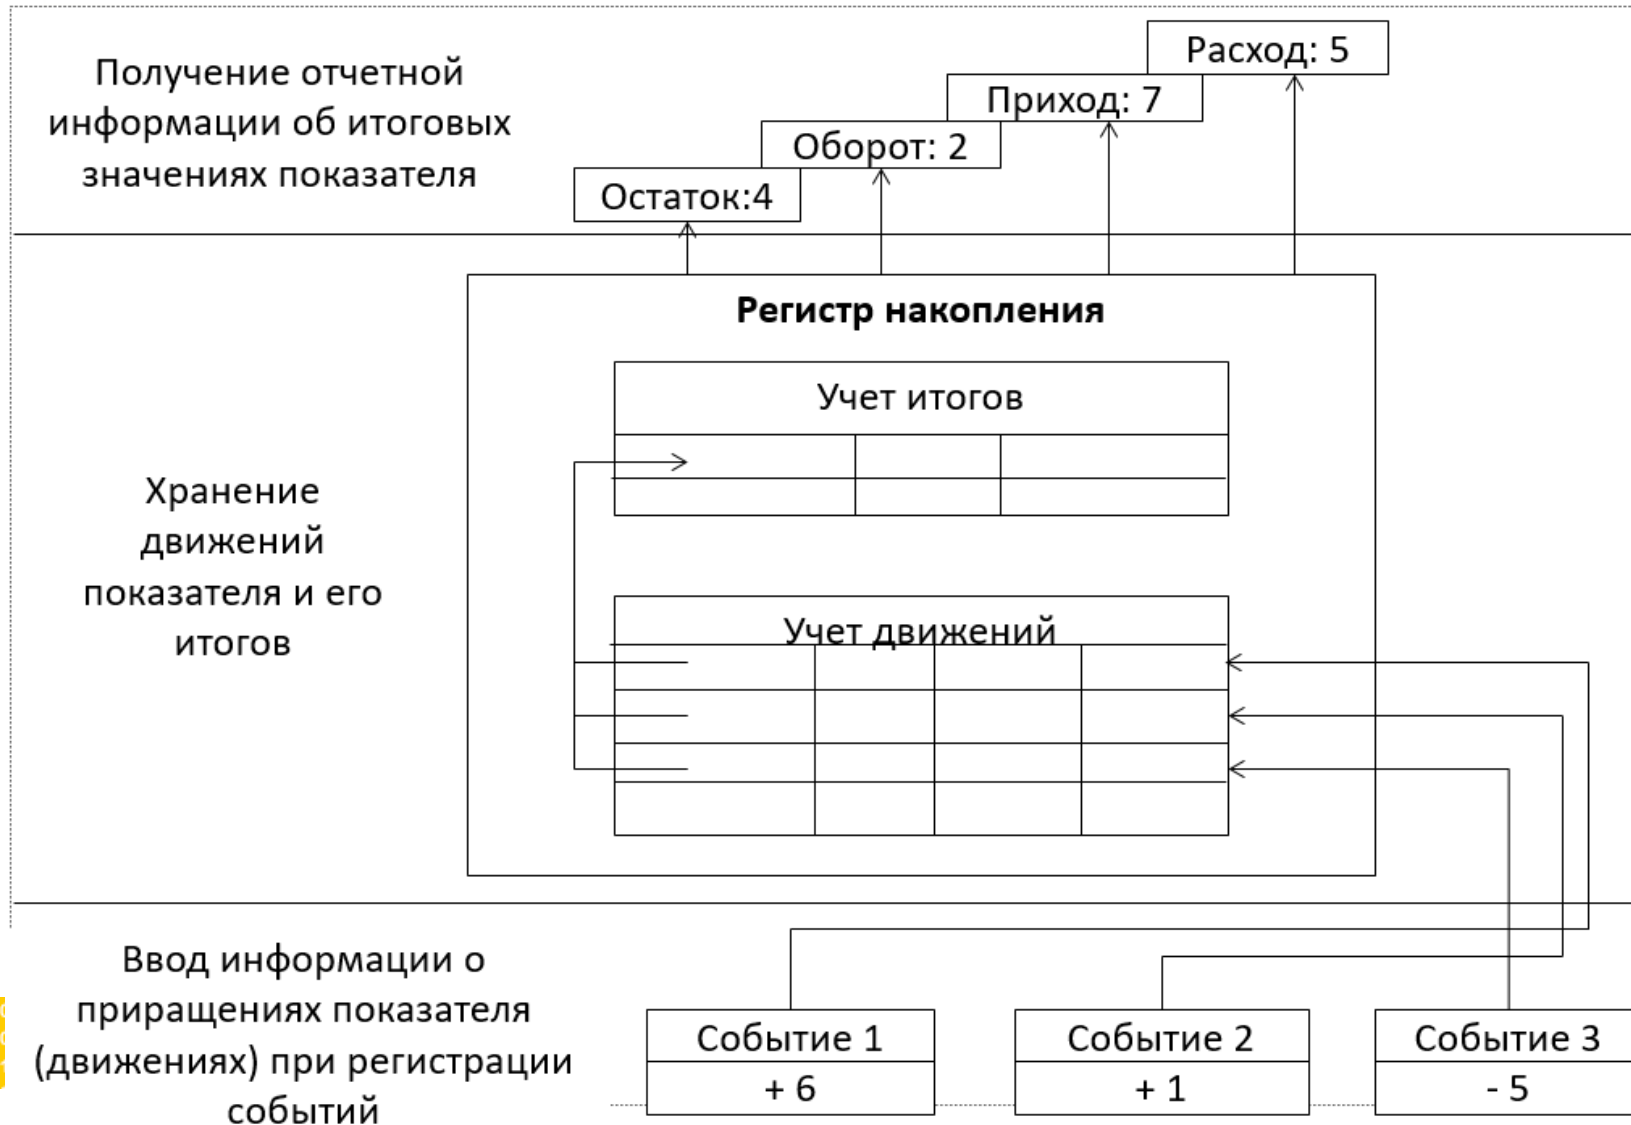 Получение отчетной
информации об итоговых
значениях показателя
Расход: 5
Приход: 7
Оборот: 2
Остаток:4
Регистр накопления
Учет итогов
Хранение
движений
показателя и его
итогов
Учет движений
Ввод информации о
приращениях показателя
(движениях) при регистрации
событий
Событие 1
+ 6
Событие 2
+ 1
Событие 3
- 5